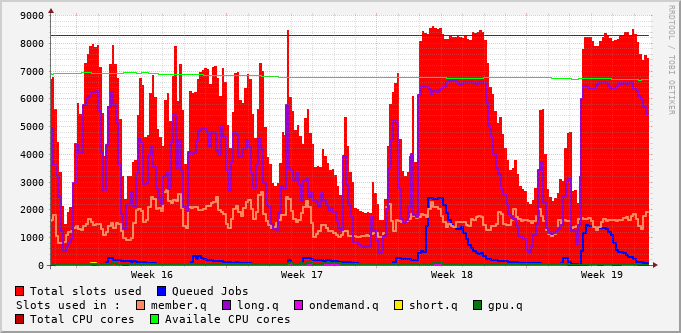 9000
8000
7000
6000
5000
4000
3000
2000
1000
0
Week 16 Week 17 Week 18 Week 19
RRDTOOL / TOBI OETIKER
Total slots used Queued Jobs
Slots used in : member.q long.q ondemand.q short.q gpu.q
Total CPU cores Availale CPU cores